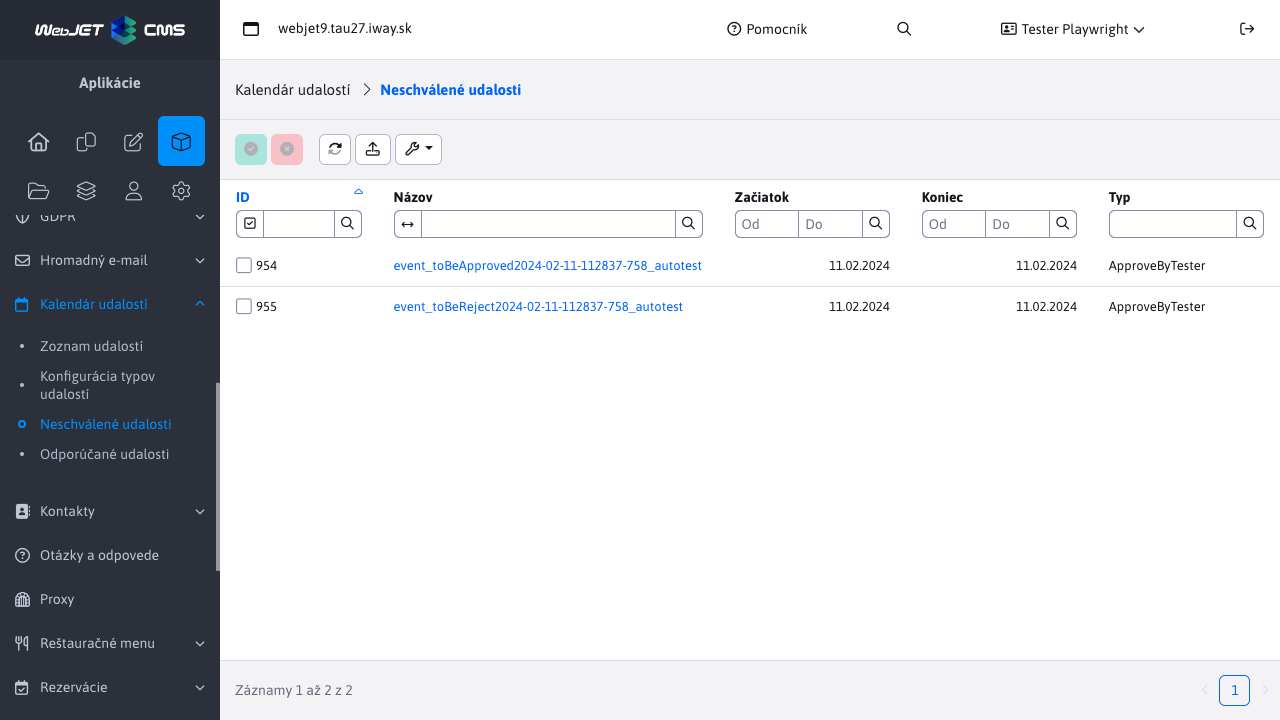 WebJET CMS
webjet9.tau27.iway.sk
Pomocník
Tester Playwright
Aplikácie
GDPR
Hromadný e-mail
Kalendár udalostí
Zoznam udalostí
Konfigurácia typov
udalostí
Neschválené udalosti
Odporúčané udalosti
Kontakty
Otázky a odpovede
Proxy
Reštauračné menu
Rezervácie
Kalendár udalostí
Neschválené udalosti
ID Názov Začiatok Koniec Typ
Od Do Od Do
954 event_toBeApproved2024-02-11-112837-758_autotest 11.02.2024 11.02.2024 ApproveByTester
955 event_toBeReject2024-02-11-112837-758_autotest 11.02.2024 11.02.2024 ApproveByTester
Záznamy 1 až 2 z 2
1